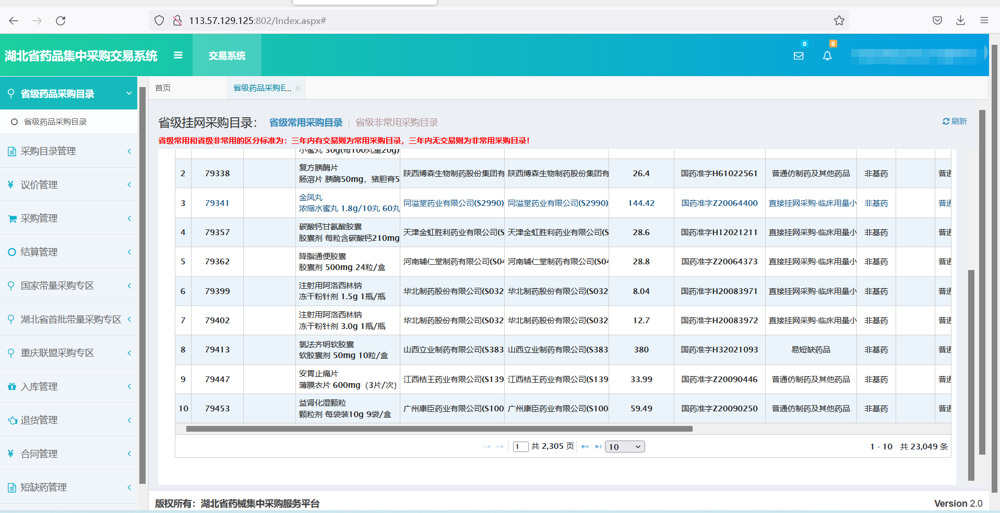 113.57.129.125:802/Index.aspx#
湖北省药品集中采购交易系统
交易系统
0
0
省级药品采购目录
省级药品采购目录
采购目录管理
议价管理
采购管理
结算管理
国家带量采购专区
湖北省首批带量采购专区
重庆联盟采购专区
入库管理
退货管理
合同管理
短缺药管理
首页
省级药品采购E...
省级挂网采购目录： 省级常用采购目录 | 省级非常用采购目录
刷新
省级常用和省级非常用的区分标准为：三年内有交易则为常用采购目录，三年内无交易则为非常用采购目录！
小蜜丸 30g(每100丸重20g)
2 79338 复方胰酶片 肠溶片 胰酶50mg，猪胆膏5 陕西博森生物制药股份集团有 陕西博森生物制药股份集团有 26.4 国药准字H61022561 普通仿制药及其他药品 非基药 普通
3 79341 金凤丸 浓缩水蜜丸 1.8g/10丸 60丸 同溢堂药业有限公司(S2990) 同溢堂药业有限公司(S2990) 144.42 国药准字Z20064400 直接挂网采购-临床用量小 非基药 普通
4 79357 碳酸钙甘氨酸胶囊 胶囊剂 每粒含碳酸钙210mg 天津金虹胜利药业有限公司(S 天津金虹胜利药业有限公司(S 28.6 国药准字H12021211 直接挂网采购-临床用量小 非基药 普通
5 79362 降脂通便胶囊 胶囊剂 500mg 24粒/盒 河南辅仁堂制药有限公司(S04 河南辅仁堂制药有限公司(S04 28.8 国药准字Z20064373 直接挂网采购-临床用量小 非基药 普通
6 79399 注射用阿洛西林钠 冻干粉针剂 1.5g 1瓶/瓶 华北制药股份有限公司(S032 华北制药股份有限公司(S032 8.04 国药准字H20083971 直接挂网采购-临床用量小 非基药 普通
7 79402 注射用阿洛西林钠 冻干粉针剂 3.0g 1瓶/瓶 华北制药股份有限公司(S032 华北制药股份有限公司(S032 12.7 国药准字H20083972 直接挂网采购-临床用量小 非基药 普通
8 79413 氯法齐明软胶囊 软胶囊剂 50mg 10粒/盒 山西立业制药有限公司(S383 山西立业制药有限公司(S383 380 国药准字H32021093 易短缺药品 非基药 普通
9 79447 安胃止痛片 薄膜衣片 600mg（3片/次） 江西桔王药业有限公司(S139 江西桔王药业有限公司(S139 33.99 国药准字Z20090446 普通仿制药及其他药品 非基药 普通
10 79453 益肾化湿颗粒 颗粒剂 每袋装10g 9袋/盒 广州康臣药业有限公司(S100 广州康臣药业有限公司(S100 59.49 国药准字Z20090250 普通仿制药及其他药品 非基药 普通
1 共 2,305 页 10 1 - 10 共 23,049 条
版权所有：湖北省药械集中采购服务平台
Version 2.0